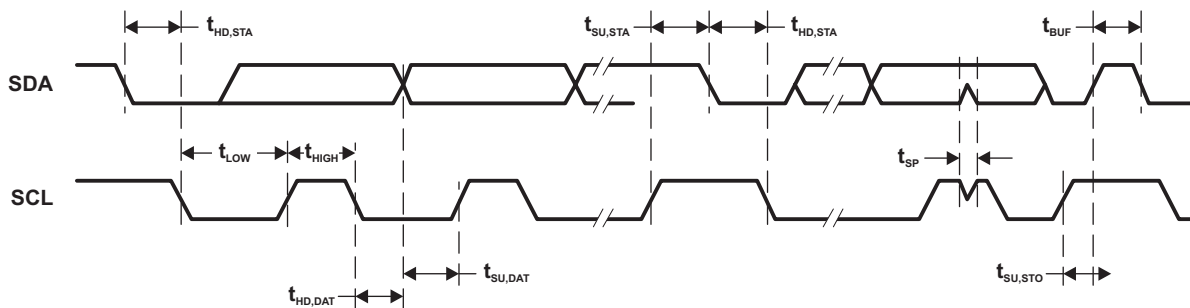 tHD,STA
tSU,STA
tHD,STA
tBUF
SDA
tLOW
tHIGH
tSP
SCL
tSU,DAT
tSU,STO
tHD,DAT